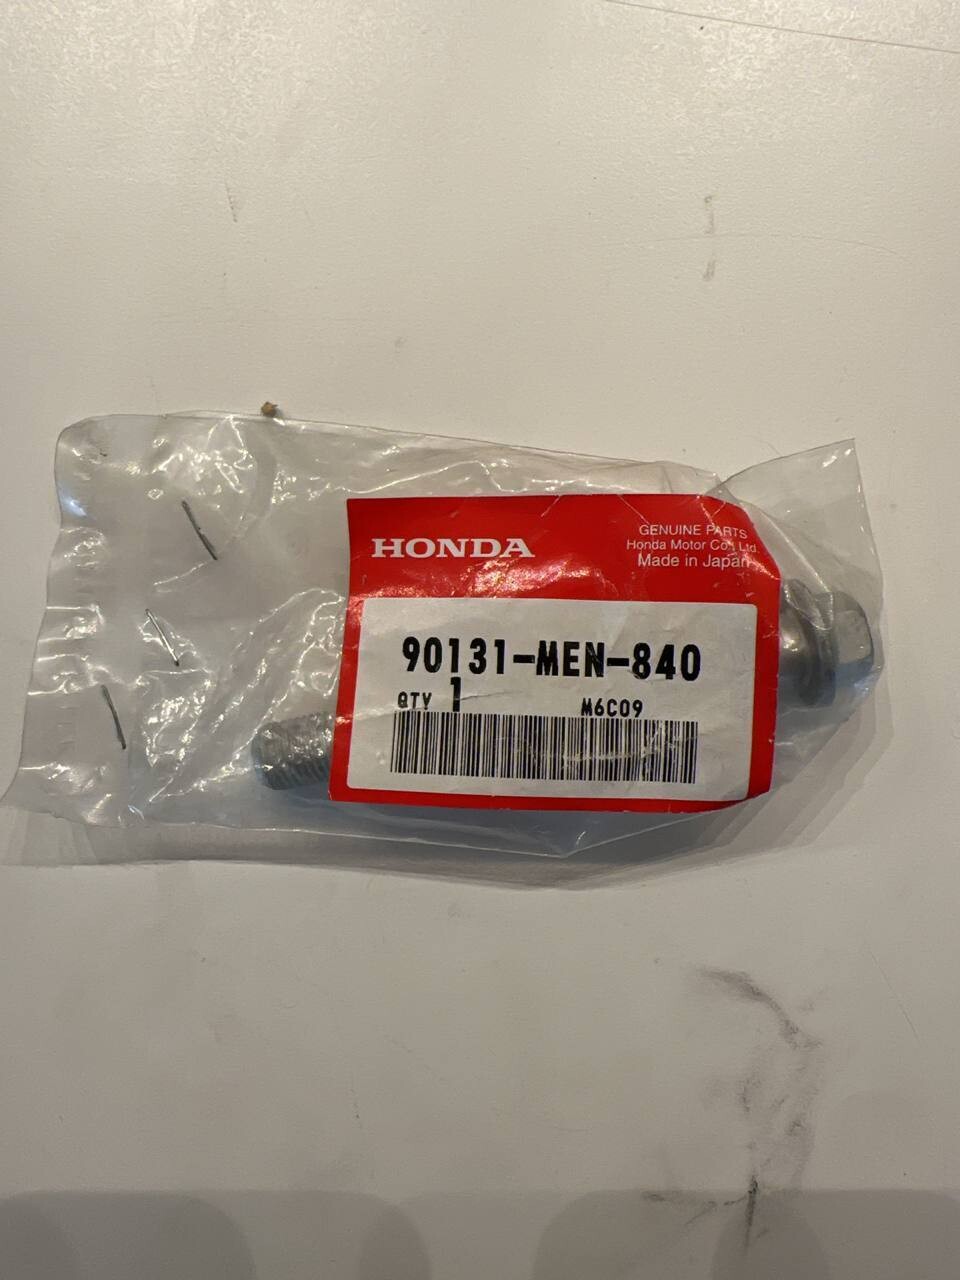 HONDA
GENUINE PARTS
Honda Motor Co., Ltd.
Made in Japan
90131-MEN-840
QTY 1 M6C09